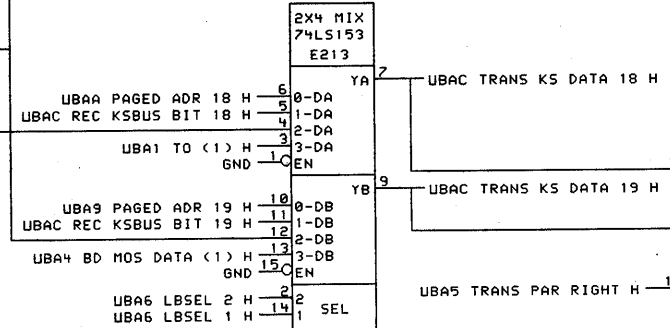 2X4 MIX
74LS153
E213
YA 7 UBAC TRANS KS DATA 18 H
UBAA PAGED ADR 18 H 6 0-DA
UBAC REC KSBUS BIT 18 H 5 1-DA
4 2-DA
UBA1 TO (1) H 3 3-DA
GND 1 EN
YB 9 UBAC TRANS KS DATA 19 H
UBA9 PAGED ADR 19 H 10 0-DB
UBAC REC KSBUS BIT 19 H 11 1-DB
12 2-DB
UBA4 BD MOS DATA (1) H 13 3-DB
GND 15 EN
UBA5 TRANS PAR RIGHT H 1
UBA6 LBSEL 2 H 2 2
SEL
UBA6 LBSEL 1 H 14 1